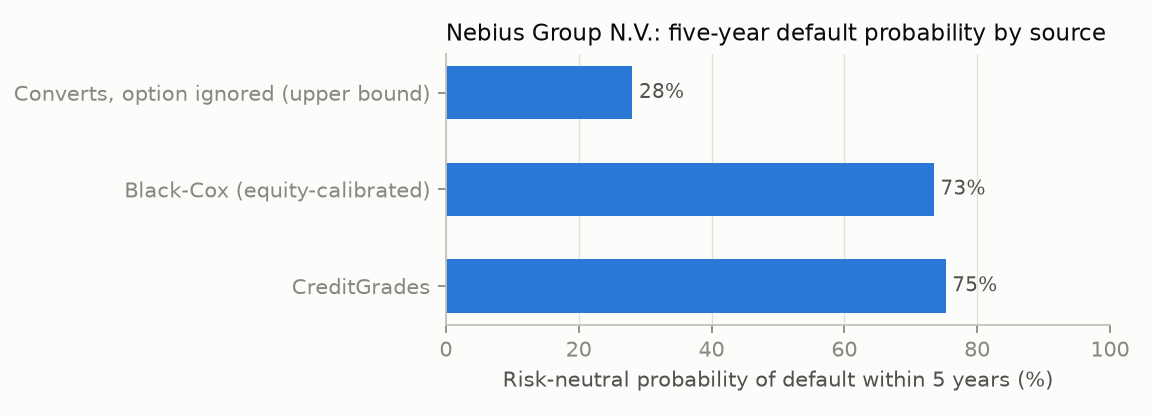 Nebius Group N.V.: five-year default probability by source
Converts, option ignored (upper bound)
28%
Black-Cox (equity-calibrated)
73%
CreditGrades
75%
0 20 40 60 80 100
Risk-neutral probability of default within 5 years (%)